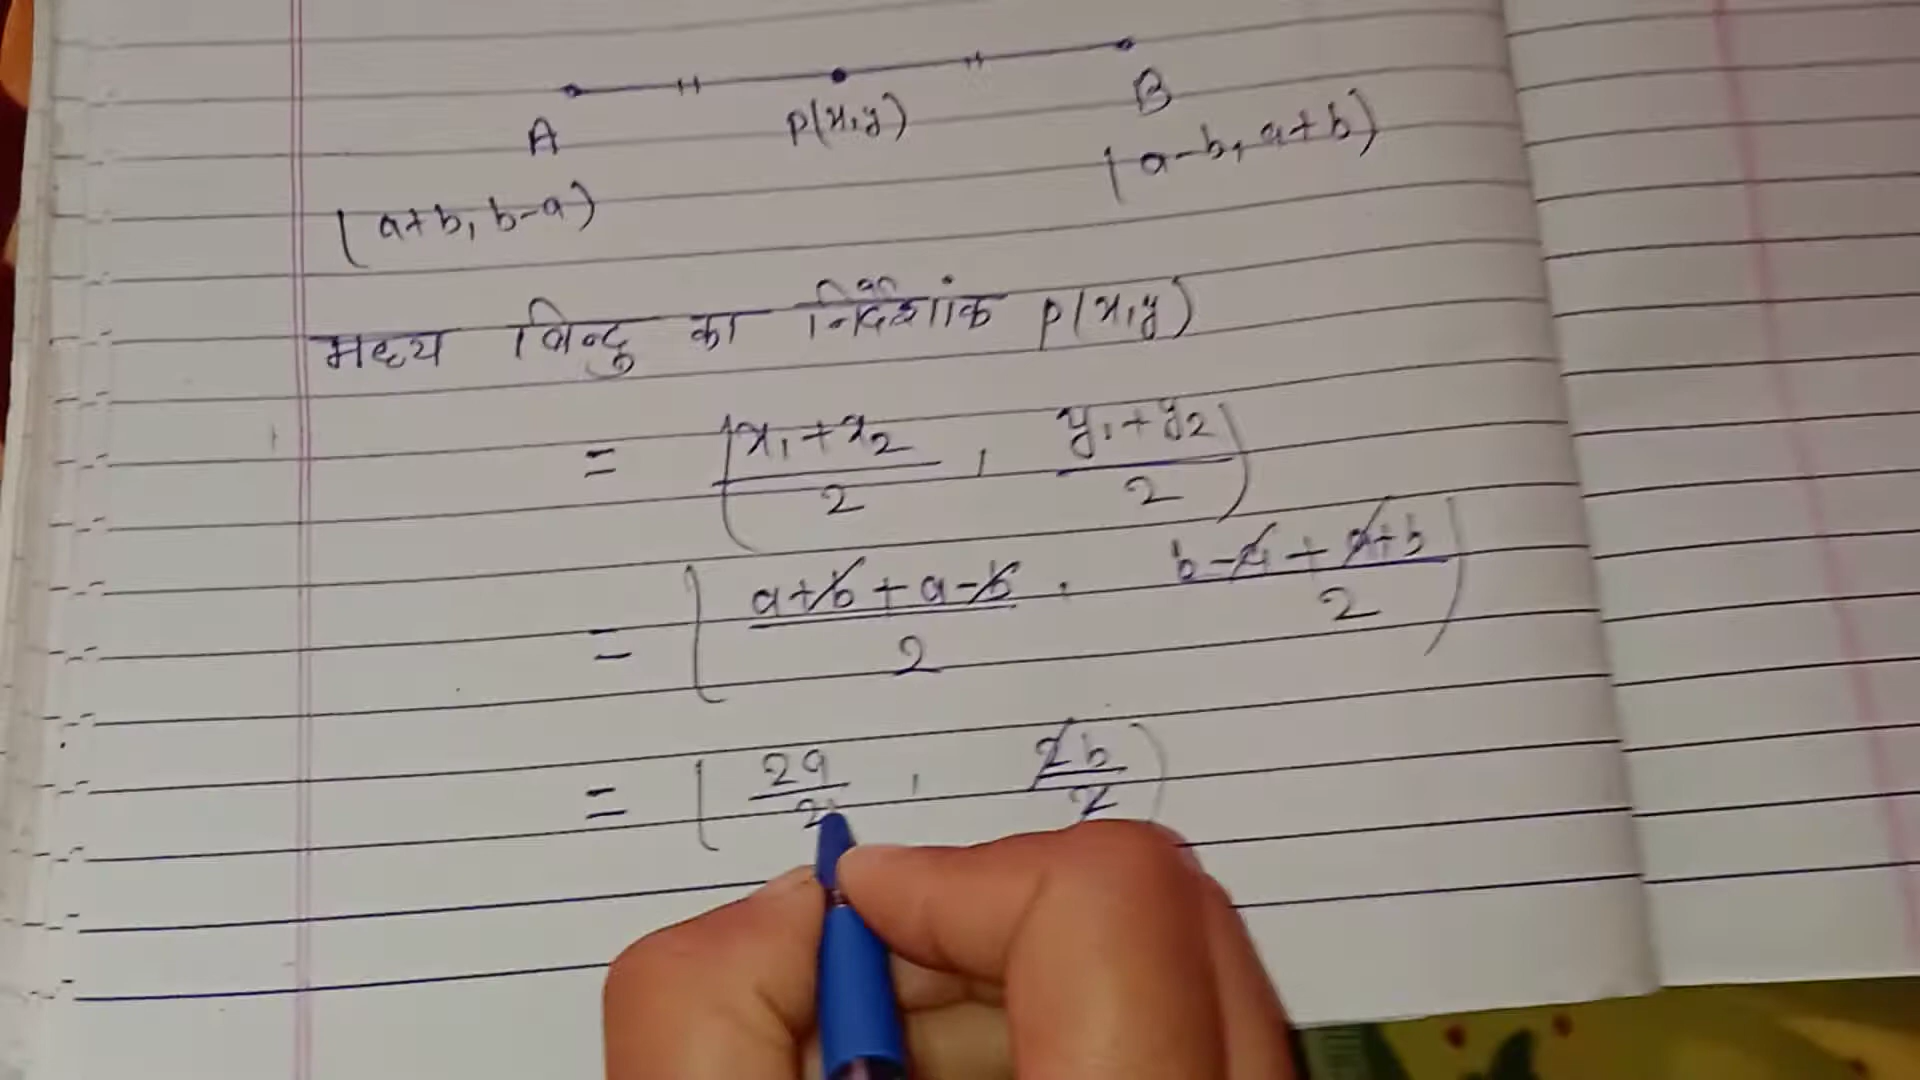 A P(x,y) B
(a+b, b-a) (a-b, a+b)
मध्य बिन्दु का निर्देशांक P(x,y)
= (x₁+x₂/2 , y₁+y₂/2)
= (a+b+a-b/2 , b-a+a+b/2)
= (2a/2 , 2b/2)